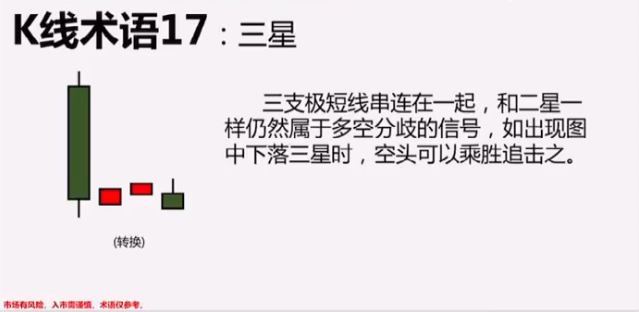 K线术语17：三星
三支极短线串连在一起，和二星一
样仍然属于多空分歧的信号，如出现图
中下落三星时，空头可以乘胜追击之。
(转换)
市场有风险，入市需谨慎，术语仅参考。